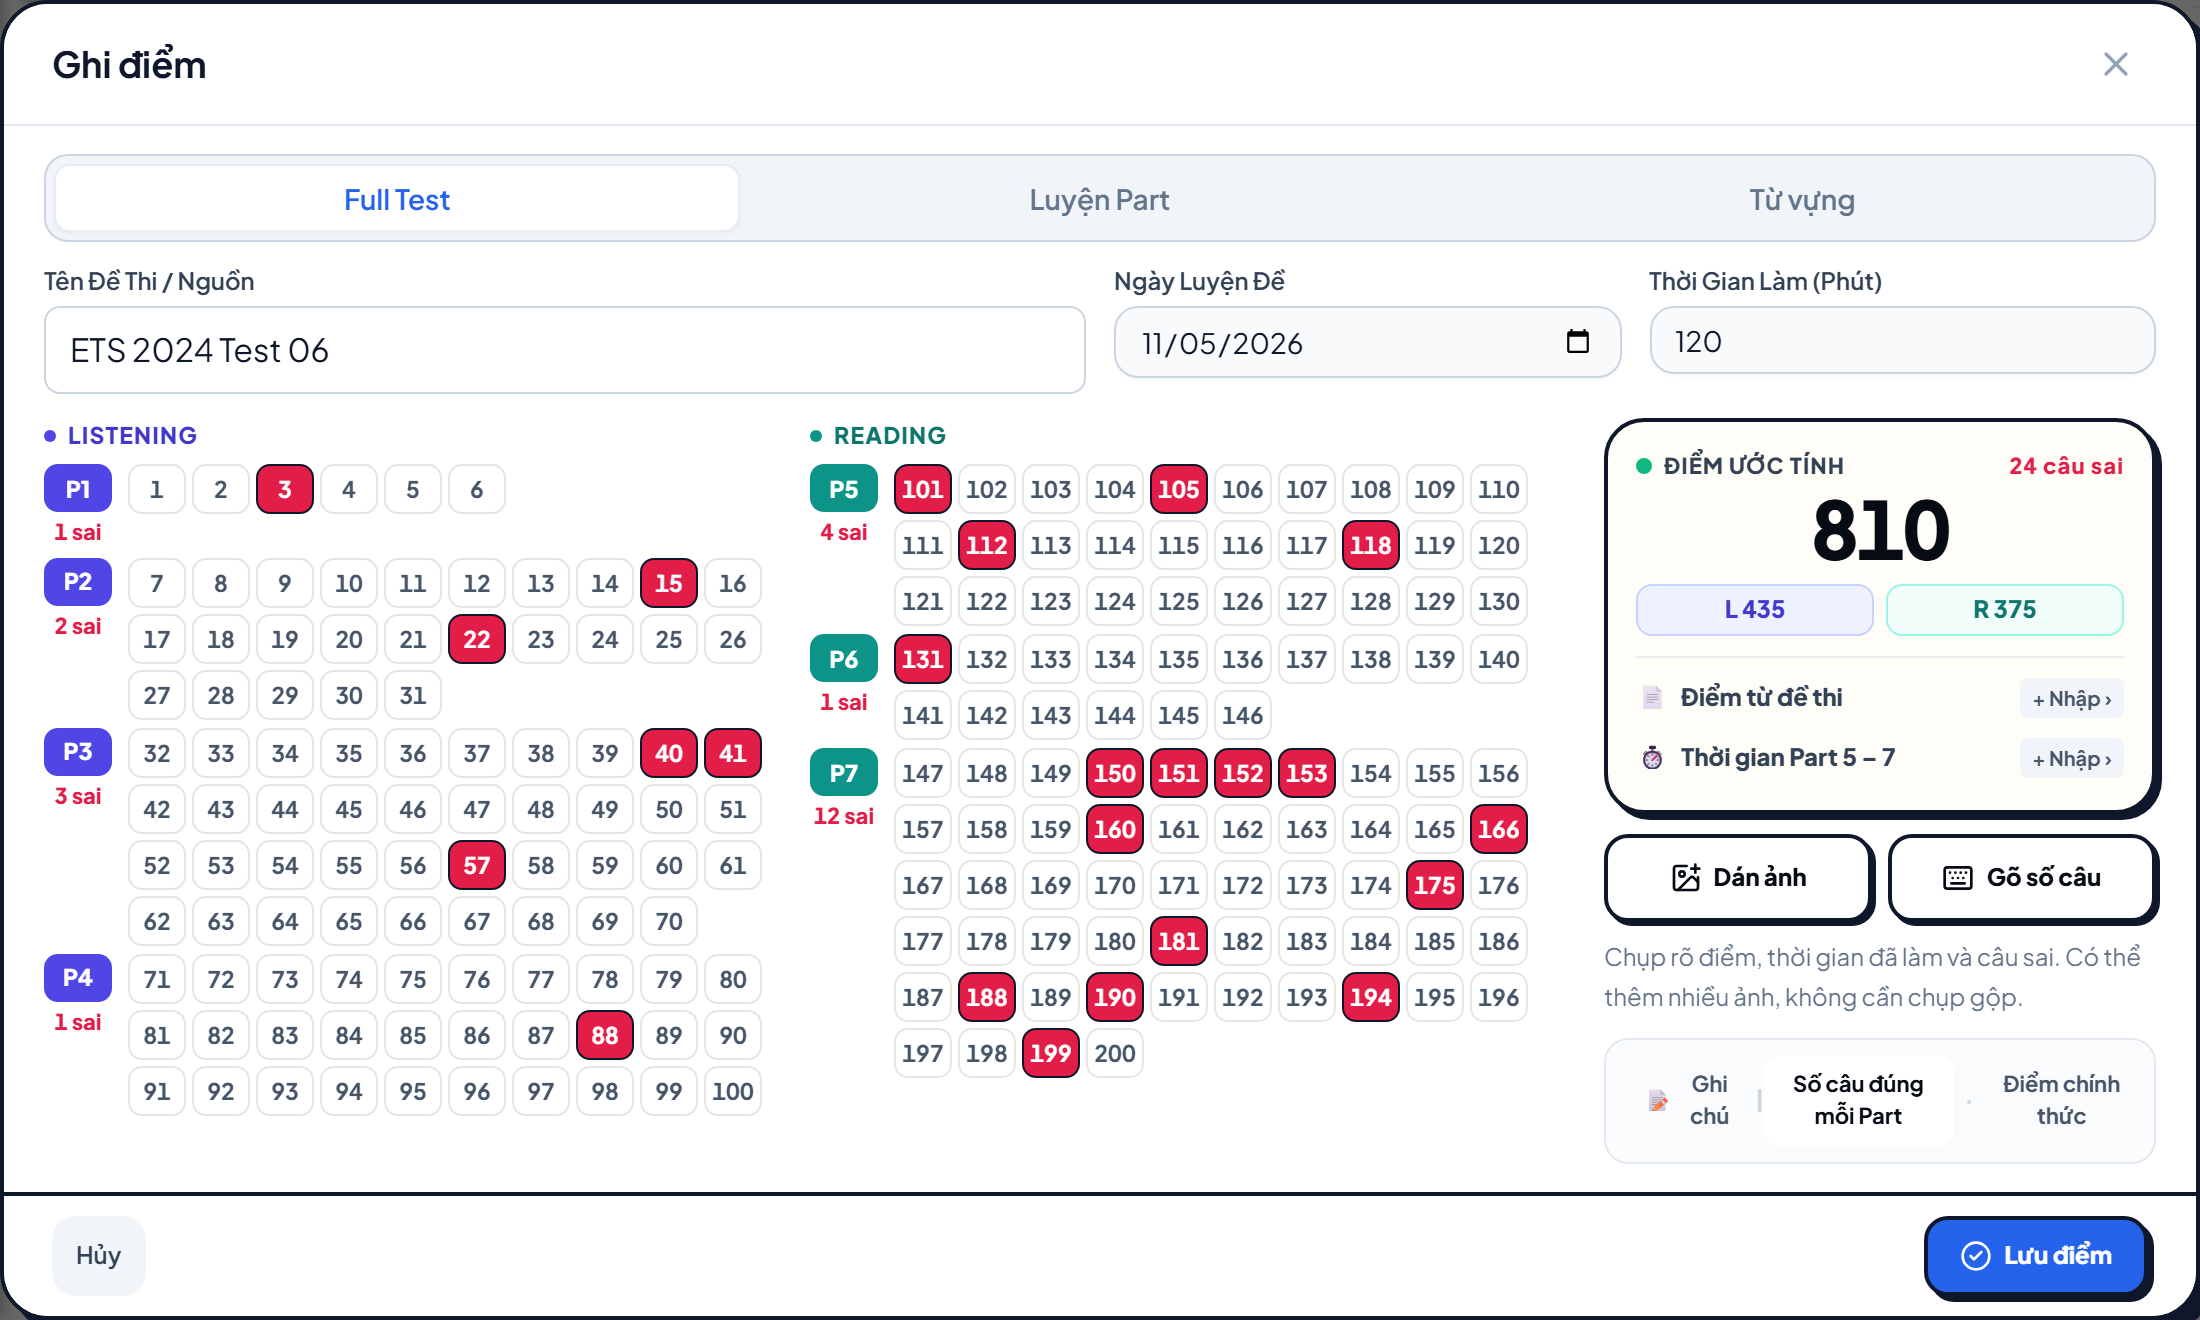 Ghi điểm
Full Test
Luyện Part
Từ vựng
Tên Đề Thi / Nguồn
Ngày Luyện Đề
Thời Gian Làm (Phút)
ETS 2024 Test 06
11/05/2026
120
LISTENING
P1
1 sai
1 2 3 4 5 6
P2
2 sai
7 8 9 10 11 12 13 14 15 16
17 18 19 20 21 22 23 24 25 26
27 28 29 30 31
P3
3 sai
32 33 34 35 36 37 38 39 40 41
42 43 44 45 46 47 48 49 50 51
52 53 54 55 56 57 58 59 60 61
62 63 64 65 66 67 68 69 70
P4
1 sai
71 72 73 74 75 76 77 78 79 80
81 82 83 84 85 86 87 88 89 90
91 92 93 94 95 96 97 98 99 100
READING
P5
4 sai
101 102 103 104 105 106 107 108 109 110
111 112 113 114 115 116 117 118 119 120
121 122 123 124 125 126 127 128 129 130
P6
1 sai
131 132 133 134 135 136 137 138 139 140
141 142 143 144 145 146
P7
12 sai
147 148 149 150 151 152 153 154 155 156
157 158 159 160 161 162 163 164 165 166
167 168 169 170 171 172 173 174 175 176
177 178 179 180 181 182 183 184 185 186
187 188 189 190 191 192 193 194 195 196
197 198 199 200
ĐIỂM ƯỚC TÍNH
24 câu sai
810
L 435
R 375
Điểm từ đề thi
+ Nhập ›
Thời gian Part 5 – 7
+ Nhập ›
Dán ảnh
Gõ số câu
Chụp rõ điểm, thời gian đã làm và câu sai. Có thể
thêm nhiều ảnh, không cần chụp gộp.
Ghi
chú
|
Số câu đúng
mỗi Part
·
Điểm chính
thức
Hủy
Lưu điểm